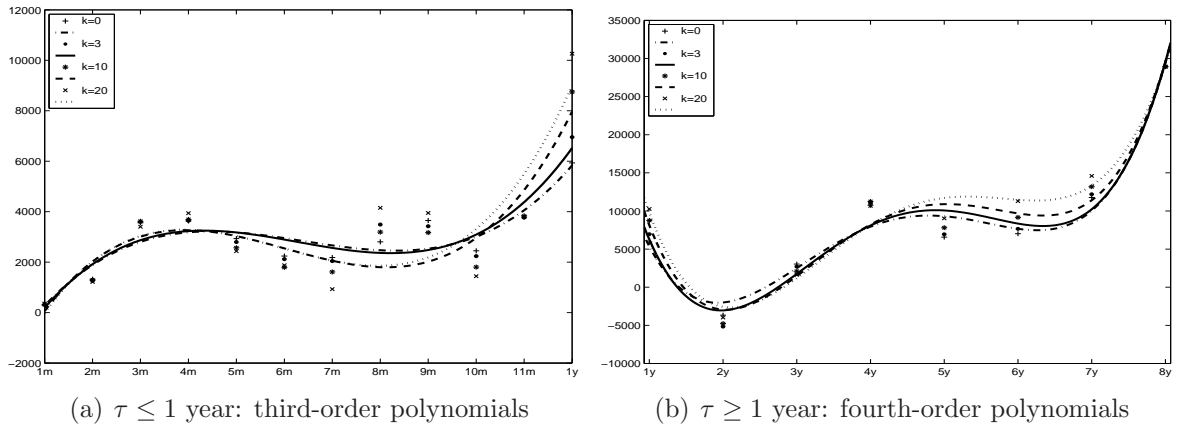 12000
10000
8000
6000
4000
2000
0
−2000
k=0
k=3
k=10
k=20
1m 2m 3m 4m 5m 6m 7m 8m 9m 10m 11m 1y
(a) τ ≤ 1 year: third-order polynomials
35000
30000
25000
20000
15000
10000
5000
0
−5000
−10000
k=0
k=3
k=10
k=20
1y 2y 3y 4y 5y 6y 7y 8y
(b) τ ≥ 1 year: fourth-order polynomials